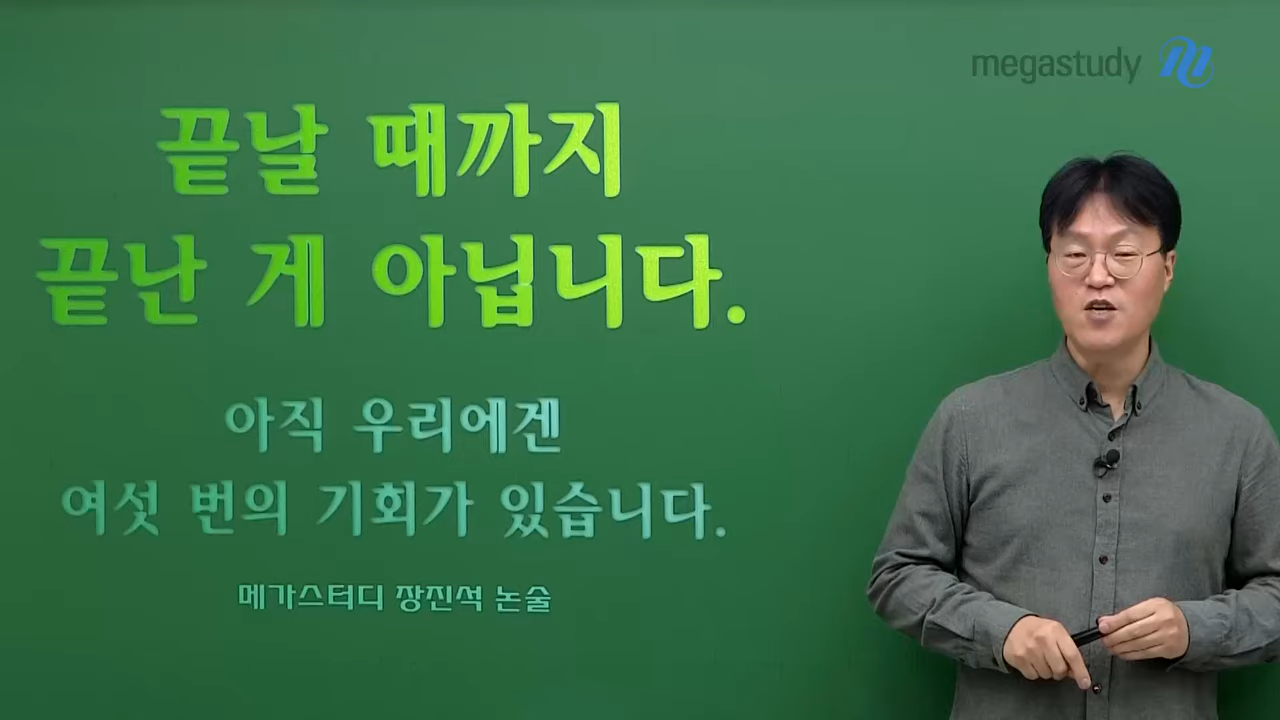 megastudy
끝날 때까지
끝난 게 아닙니다.
아직 우리에겐
여섯 번의 기회가 있습니다.
메가스터디 장진석 논술